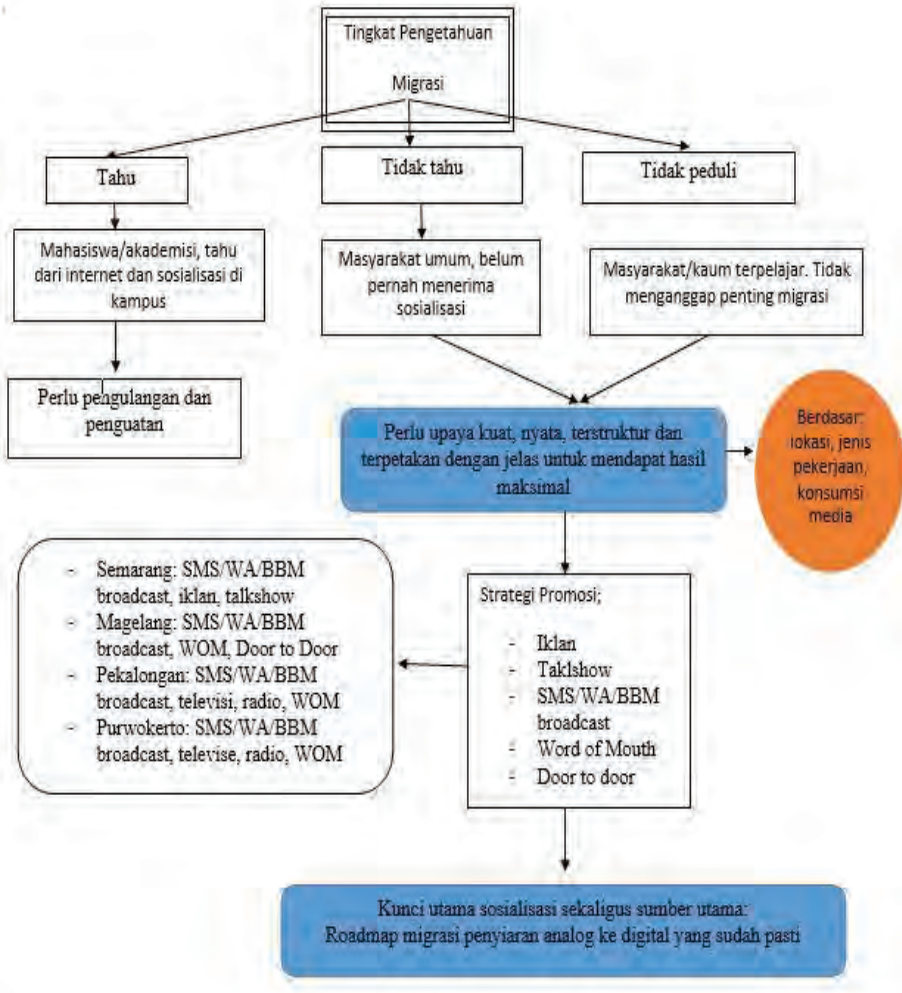 Tingkat Pengetahuan
Migrasi
Tahu
Tidak tahu
Tidak peduli
Mahasiswa/akademisi, tahu
dari internet dan sosialisasi di
kampus
Masyarakat umum, belum
pernah menerima
sosialisasi
Masyarakat/kaum terpelajar. Tidak
menganggap penting migrasi
Perlu pengulangan dan
penguatan
Perlu upaya kuat, nyata, terstruktur dan
terpetakan dengan jelas untuk mendapat hasil
maksimal
Berdasar:
lokasi, jenis
pekerjaan,
konsumsi
media
- Semarang: SMS/WA/BBM
broadcast, iklan, talkshow
- Magelang: SMS/WA/BBM
broadcast, WOM, Door to Door
- Pekalongan: SMS/WA/BBM
broadcast, televisi, radio, WOM
- Purwokerto: SMS/WA/BBM
broadcast, televise, radio, WOM
Strategi Promosi;
- Iklan
- Taklshow
- SMS/WA/BBM
broadcast
- Word of Mouth
- Door to door
Kunci utama sosialisasi sekaligus sumber utama:
Roadmap migrasi penyiaran analog ke digital yang sudah pasti